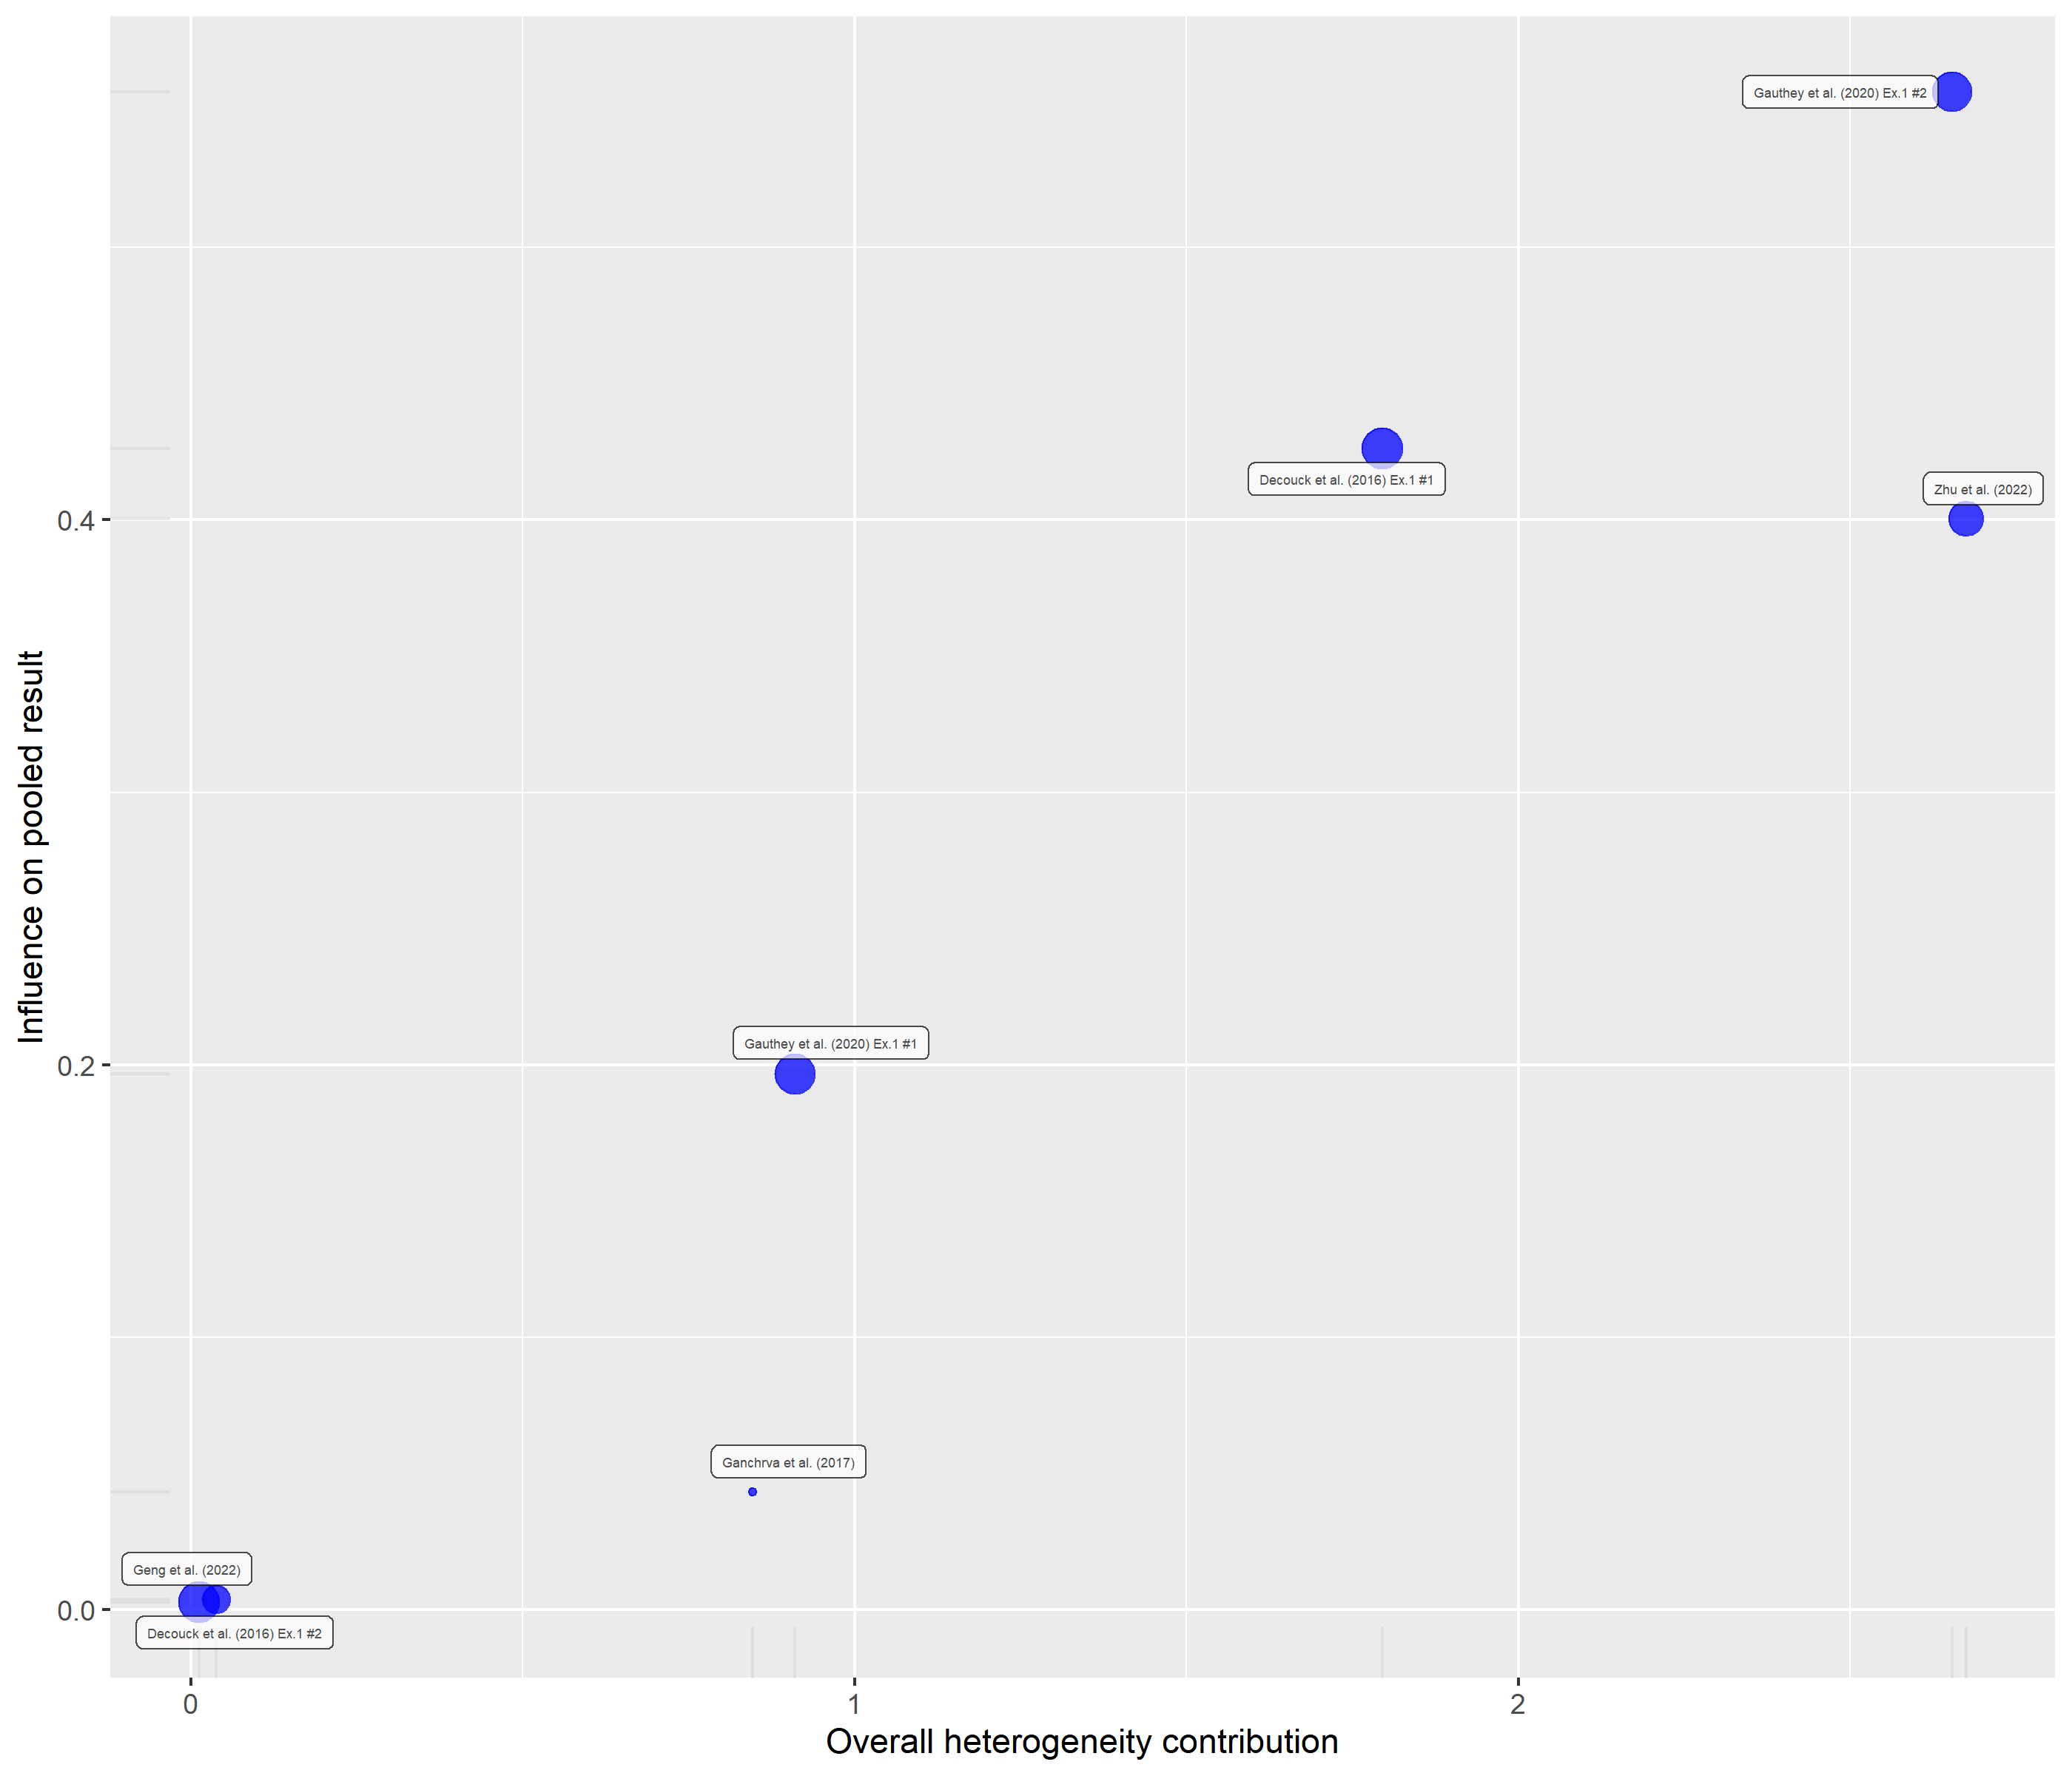 Gauthey et al. (2020) Ex.1 #2
Decouck et al. (2016) Ex.1 #1
Zhu et al. (2022)
0.4
Influence on pooled result
Gauthey et al. (2020) Ex.1 #1
0.2
Ganchrva et al. (2017)
Geng et al. (2022)
0.0
Decouck et al. (2016) Ex.1 #2
0
1
2
Overall heterogeneity contribution